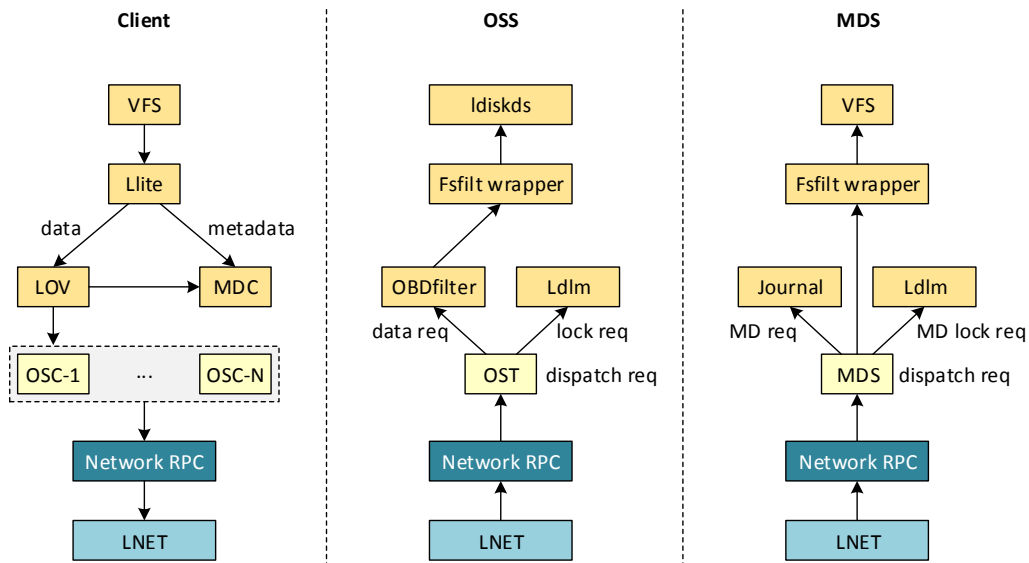 Client
VFS
Llite
data
metadata
LOV
MDC
OSC-1
...
OSC-N
Network RPC
LNET
OSS
ldiskds
Fsfilt wrapper
OBDfilter
Ldlm
data req
lock req
OST
dispatch req
Network RPC
LNET
MDS
VFS
Fsfilt wrapper
Journal
Ldlm
MD req
MD lock req
MDS
dispatch req
Network RPC
LNET